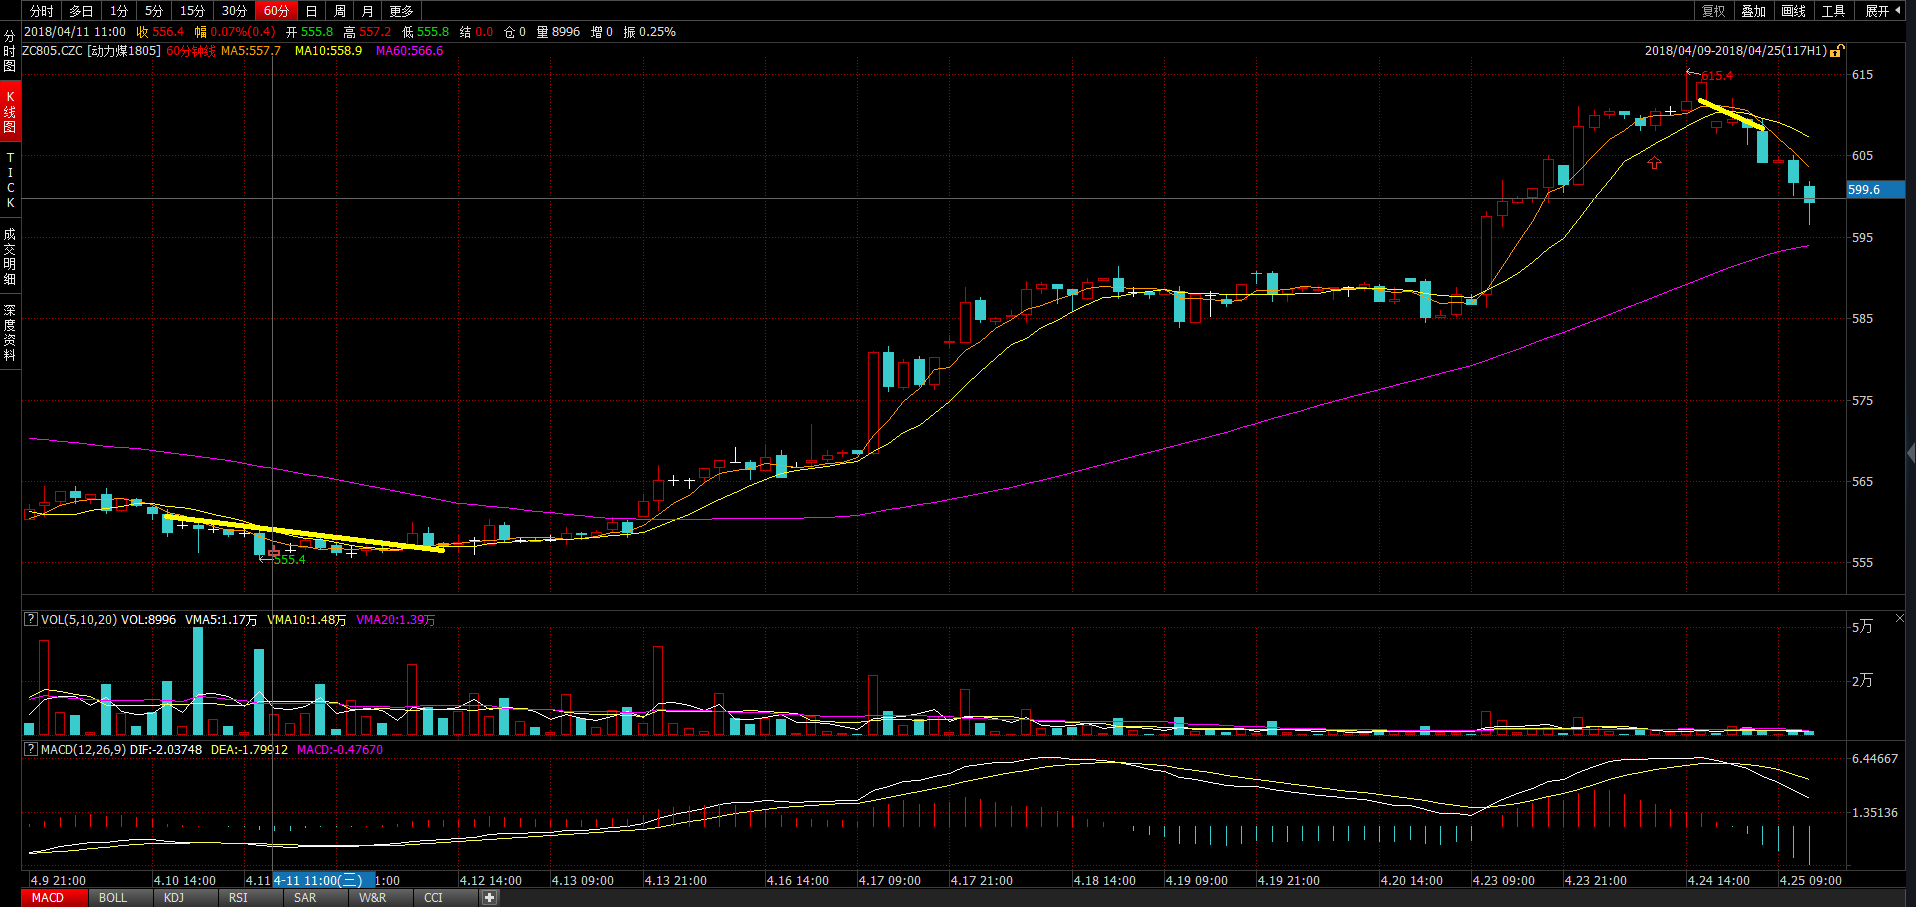 分时 多日 1分 5分 15分 30分 60分 日 周 月 更多 复权 叠加 画线 工具 展开
2018/04/11 11:00 收 556.4 幅 0.07%(0.4) 开 555.8 高 557.2 低 555.8 结 0.0 仓 0 量 8996 增 0 振 0.25%
ZC805.CZC [动力煤1805] 60分钟线 MA5:557.7 MA10:558.9 MA60:566.6 2018/04/09-2018/04/25(117H1)
分时图
K线图
TICK
成交明细
深度资料
615
615.4
605
599.6
595
585
575
565
555
555.4
? VOL(5,10,20) VOL:8996 VMA5:1.17万 VMA10:1.48万 VMA20:1.39万
5万
2万
? MACD(12,26,9) DIF:-2.03748 DEA:-1.79912 MACD:-0.47670
6.44667
1.35136
4.9 21:00 4.10 14:00 4.11 4-11 11:00(三) 1:00 4.12 14:00 4.13 09:00 4.13 21:00 4.16 14:00 4.17 09:00 4.17 21:00 4.18 14:00 4.19 09:00 4.19 21:00 4.20 14:00 4.23 09:00 4.23 21:00 4.24 14:00 4.25 09:00
MACD BOLL KDJ RSI SAR W&R CCI